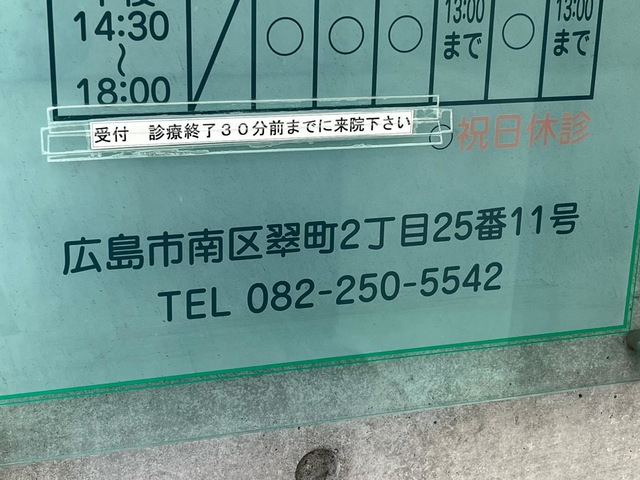 13:00 13:00
14:30 ／ ○ ○ ○ まで ○ まで
〜
18:00
受付 診療終了30分前までに来院下さい
祝日休診
広島市南区翠町2丁目25番11号
TEL 082-250-5542